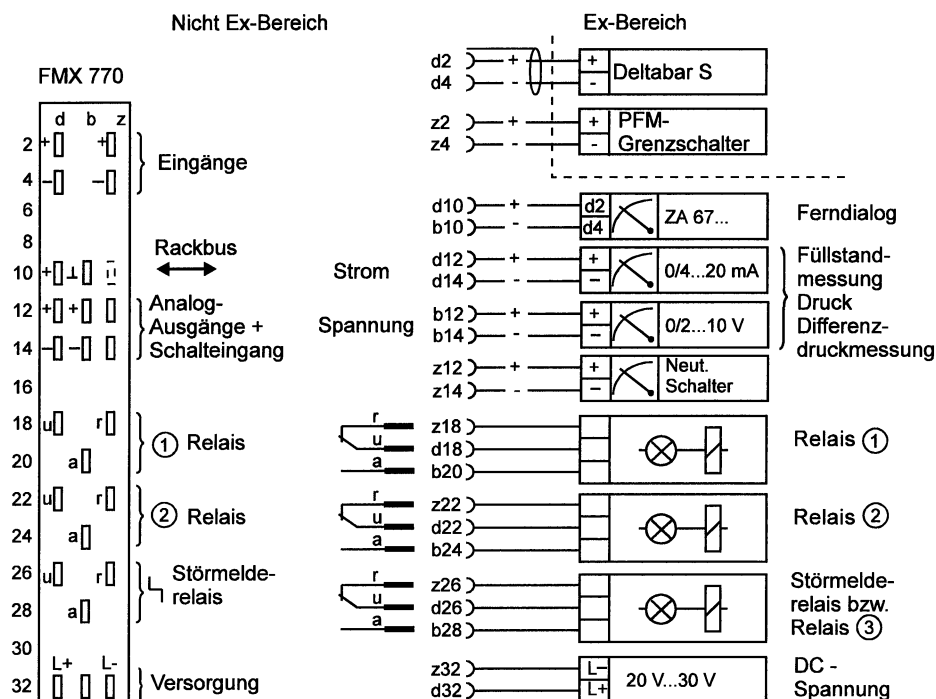 Nicht Ex-Bereich
Ex-Bereich
FMX 770
d b z
2 + +
4 – –
Eingänge
6
8
10 + ⊥
Rackbus
12 + +
14 – –
Analog-
Ausgänge +
Schalteingang
16
18 u r
20 a
① Relais
22 u r
24 a
② Relais
26 u r
28 a
Störmelde-
relais
30
L+ L-
32
Versorgung
d2 + +
d4 - -
Deltabar S
z2 + +
z4 - -
PFM-
Grenzschalter
d10 + d2
b10 - d4
ZA 67...
Ferndialog
Strom
d12 + +
d14 - –
0/4...20 mA
Spannung
b12 + +
b14 - –
0/2...10 V
Füllstand-
messung
Druck
Differenz-
druckmessung
z12 + +
z14 - –
Neut.
Schalter
r z18
u d18
a b20
Relais ①
r z22
u d22
a b24
Relais ②
r z26
u d26
a b28
Störmelde-
relais bzw.
Relais ③
z32 L–
d32 L+
20 V...30 V
DC -
Spannung